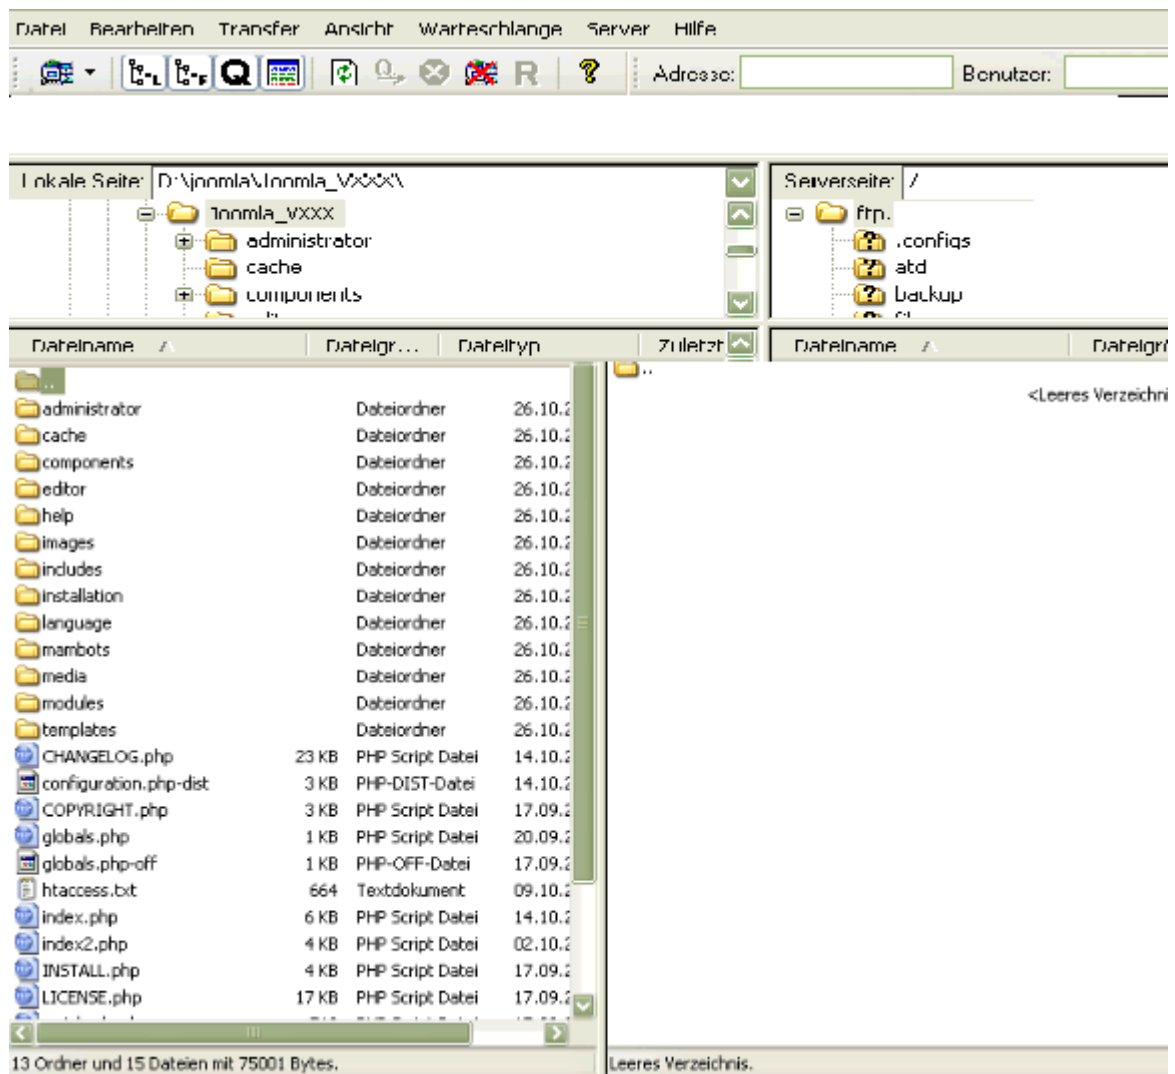 Datei Bearbeiten Transfer Ansicht Warteschlange Server Hilfe
Adresse: Benutzer:
Lokale Seite: D:\joomla\Joomla_VXXX\ Serverseite: /
Joomla_VXXX ftp.
administrator .configs
cache atd
components backup
Dateiname Dateigr... Dateityp Zuletzt Dateiname Dateigrö
.. ..
<Leeres Verzeichni
administrator Dateiordner 26.10.2
cache Dateiordner 26.10.2
components Dateiordner 26.10.2
editor Dateiordner 26.10.2
help Dateiordner 26.10.2
images Dateiordner 26.10.2
includes Dateiordner 26.10.2
installation Dateiordner 26.10.2
language Dateiordner 26.10.2
mambots Dateiordner 26.10.2
media Dateiordner 26.10.2
modules Dateiordner 26.10.2
templates Dateiordner 26.10.2
CHANGELOG.php 23 KB PHP Script Datei 14.10.2
configuration.php-dist 3 KB PHP-DIST-Datei 14.10.2
COPYRIGHT.php 3 KB PHP Script Datei 17.09.2
globals.php 1 KB PHP Script Datei 20.09.2
globals.php-off 1 KB PHP-OFF-Datei 17.09.2
htaccess.txt 664 Textdokument 09.10.2
index.php 6 KB PHP Script Datei 14.10.2
index2.php 4 KB PHP Script Datei 02.10.2
INSTALL.php 4 KB PHP Script Datei 17.09.2
LICENSE.php 17 KB PHP Script Datei 17.09.2
13 Ordner und 15 Dateien mit 75001 Bytes. Leeres Verzeichnis.